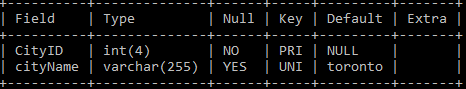 +----------+--------------+------+-----+---------+-------+
| Field    | Type         | Null | Key | Default | Extra |
+----------+--------------+------+-----+---------+-------+
| CityID   | int(4)       | NO   | PRI | NULL    |       |
| cityName | varchar(255) | YES  | UNI | toronto |       |
+----------+--------------+------+-----+---------+-------+